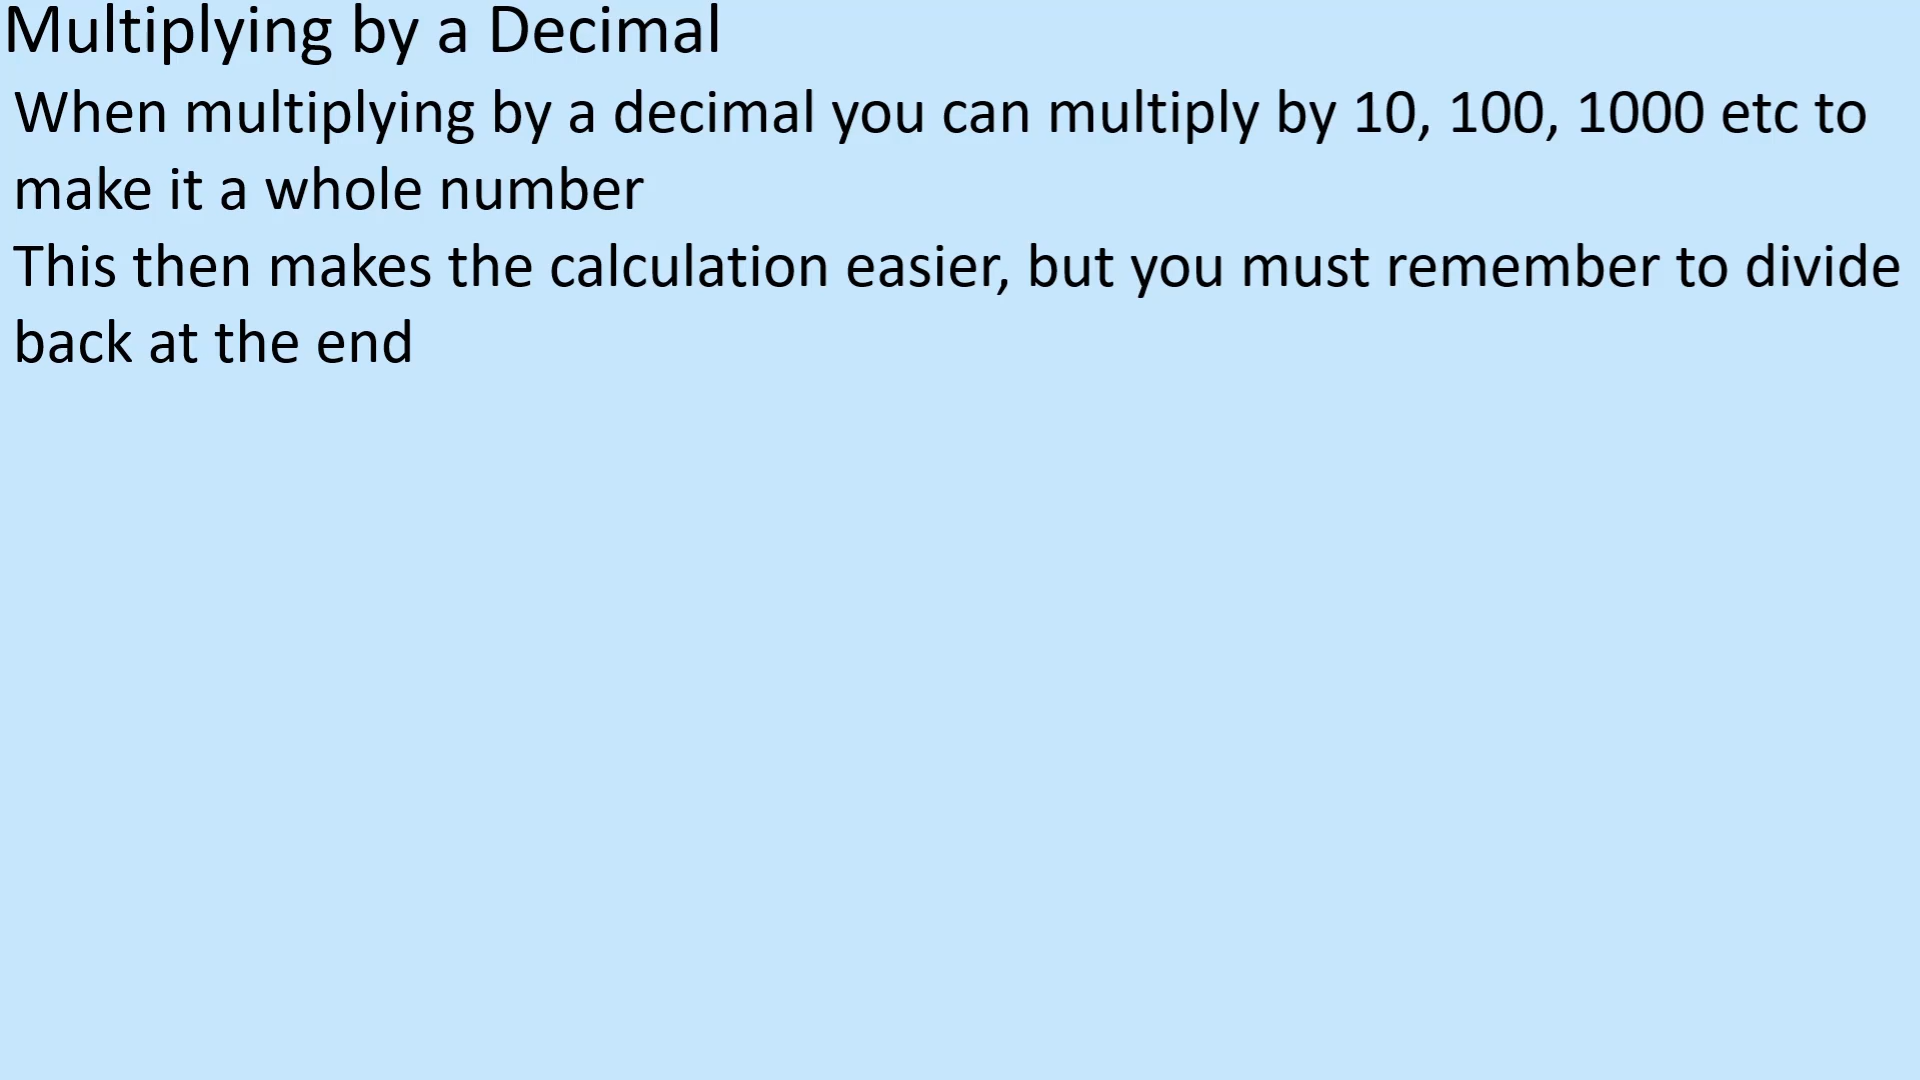 Multiplying by a Decimal
When multiplying by a decimal you can multiply by 10, 100, 1000 etc to
make it a whole number
This then makes the calculation easier, but you must remember to divide
back at the end